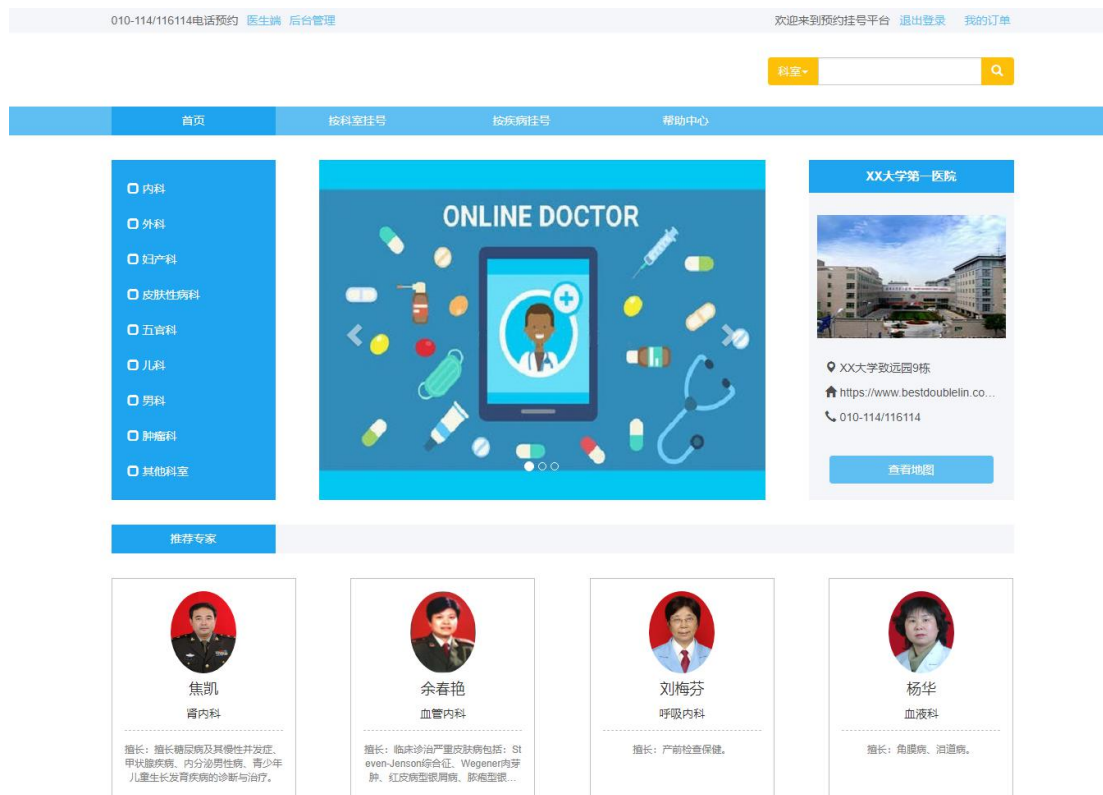 010-114/116114电话预约 医生端 后台管理 欢迎来到预约挂号平台 退出登录 我的订单
科室
首页 按科室挂号 按疾病挂号 帮助中心
内科
外科
妇产科
皮肤性病科
五官科
儿科
男科
肿瘤科
其他科室
ONLINE DOCTOR
XX大学第一医院
XX大学致远园9栋
https://www.bestdoublelin.co...
010-114/116114
查看地图
推荐专家
焦凯
肾内科
擅长：擅长糖尿病及其慢性并发症、
甲状腺疾病、内分泌男性病、青少年
儿童生长发育疾病的诊断与治疗。
余春艳
血管内科
擅长：临床诊治严重皮肤病包括：St
even-Jenson综合征、Wegener肉芽
肿、红皮病型银屑病、脓疱型银...
刘梅芬
呼吸内科
擅长：产前检查保健。
杨华
血液科
擅长：角膜病、泪道病。